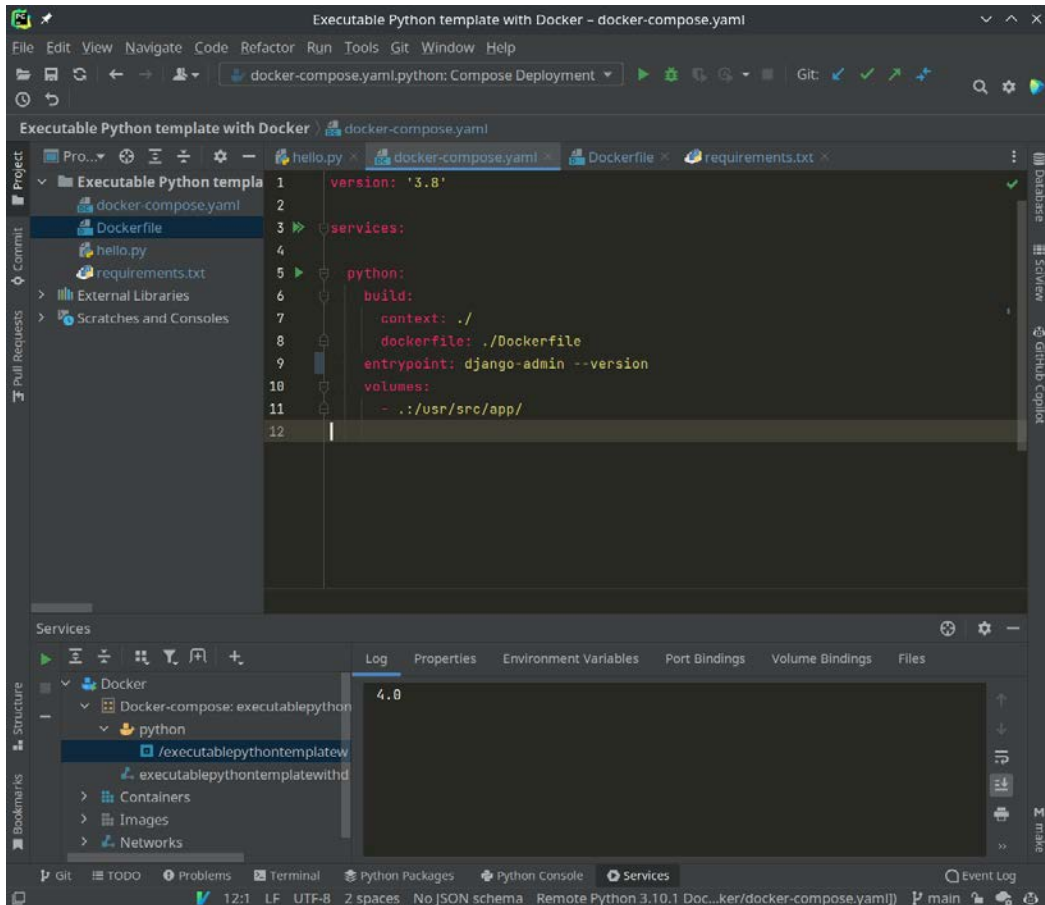 Executable Python template with Docker – docker-compose.yaml
File Edit View Navigate Code Refactor Run Tools Git Window Help
docker-compose.yaml.python: Compose Deployment Git:
Executable Python template with Docker docker-compose.yaml
Pro... hello.py docker-compose.yaml Dockerfile requirements.txt
Project
Commit
Pull Requests
Executable Python templa
docker-compose.yaml
Dockerfile
hello.py
requirements.txt
External Libraries
Scratches and Consoles
1 version: '3.8'
2
3 services:
4
5 python:
6 build:
7 context: ./
8 dockerfile: ./Dockerfile
9 entrypoint: django-admin --version
10 volumes:
11 - .:/usr/src/app/
12
Database
SciView
GitHub Copilot
Services
Log Properties Environment Variables Port Bindings Volume Bindings Files
Docker
Docker-compose: executablepython
python
/executablepythontemplatew
executablepythontemplatewithd
Containers
Images
Networks
4.0
Structure
Bookmarks
M make
Git TODO Problems Terminal Python Packages Python Console Services Event Log
12:1 LF UTF-8 2 spaces No JSON schema Remote Python 3.10.1 Doc...ker/docker-compose.yaml]) main